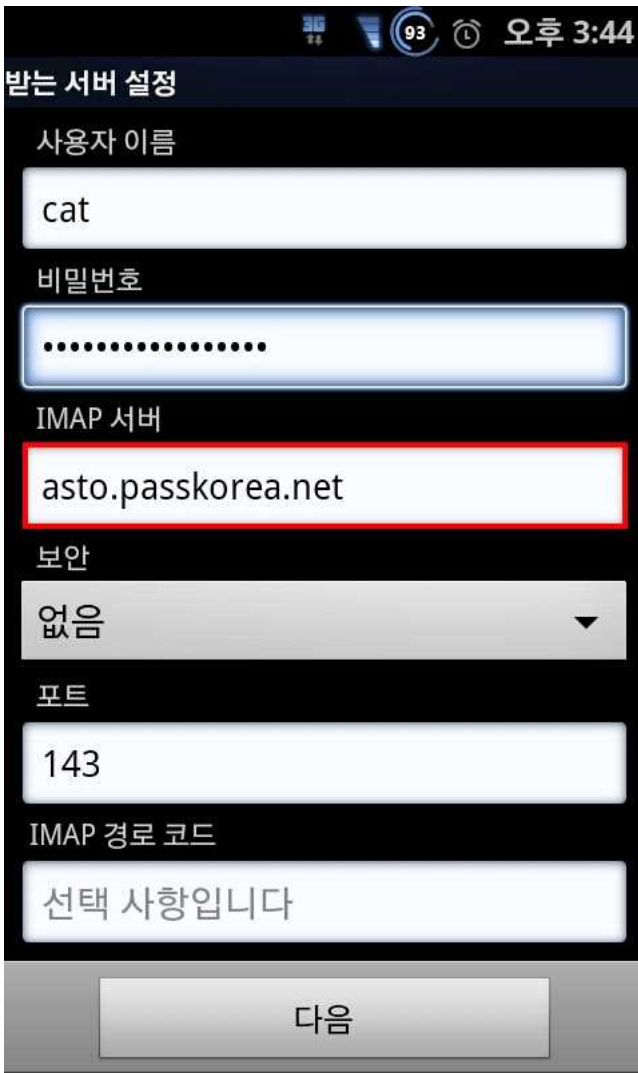 3G 93 오후 3:44
받는 서버 설정
사용자 이름
cat
비밀번호
•••••••••••••••••
IMAP 서버
asto.passkorea.net
보안
없음
포트
143
IMAP 경로 코드
선택 사항입니다
다음